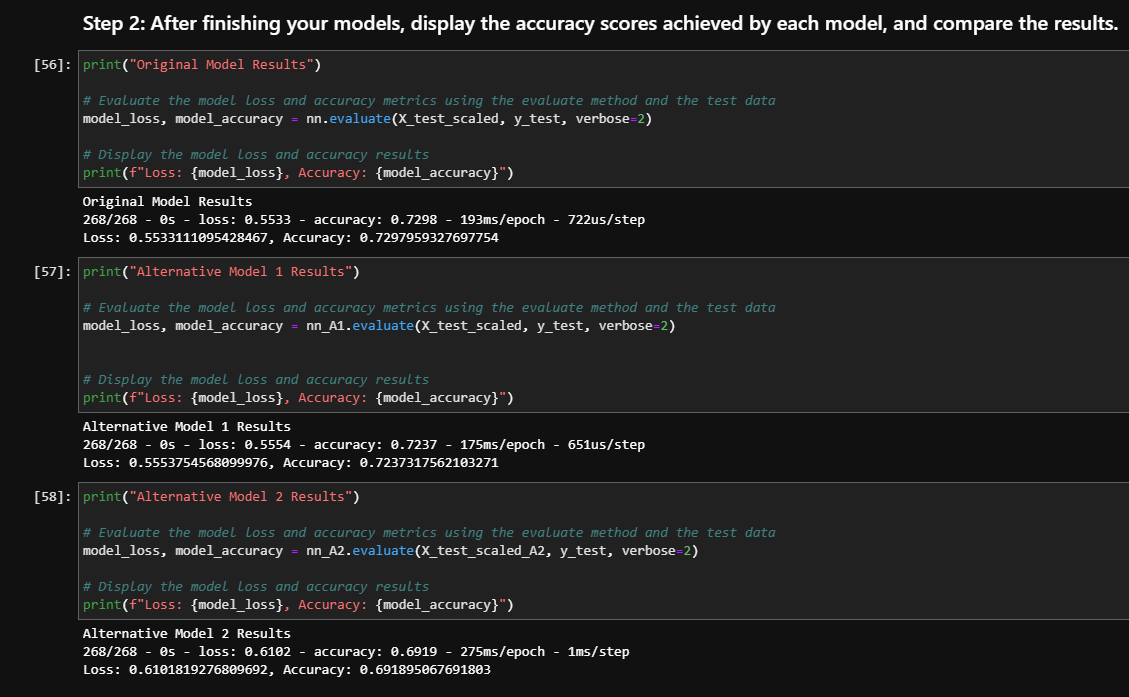 Step 2: After finishing your models, display the accuracy scores achieved by each model, and compare the results.
[56]: print("Original Model Results")
# Evaluate the model loss and accuracy metrics using the evaluate method and the test data
model_loss, model_accuracy = nn.evaluate(X_test_scaled, y_test, verbose=2)
# Display the model loss and accuracy results
print(f"Loss: {model_loss}, Accuracy: {model_accuracy}")
Original Model Results
268/268 - 0s - loss: 0.5533 - accuracy: 0.7298 - 193ms/epoch - 722us/step
Loss: 0.5533111095428467, Accuracy: 0.7297959327697754
[57]: print("Alternative Model 1 Results")
# Evaluate the model loss and accuracy metrics using the evaluate method and the test data
model_loss, model_accuracy = nn_A1.evaluate(X_test_scaled, y_test, verbose=2)
# Display the model loss and accuracy results
print(f"Loss: {model_loss}, Accuracy: {model_accuracy}")
Alternative Model 1 Results
268/268 - 0s - loss: 0.5554 - accuracy: 0.7237 - 175ms/epoch - 651us/step
Loss: 0.5553754568099976, Accuracy: 0.7237317562103271
[58]: print("Alternative Model 2 Results")
# Evaluate the model loss and accuracy metrics using the evaluate method and the test data
model_loss, model_accuracy = nn_A2.evaluate(X_test_scaled_A2, y_test, verbose=2)
# Display the model loss and accuracy results
print(f"Loss: {model_loss}, Accuracy: {model_accuracy}")
Alternative Model 2 Results
268/268 - 0s - loss: 0.6102 - accuracy: 0.6919 - 275ms/epoch - 1ms/step
Loss: 0.6101819276809692, Accuracy: 0.691895067691803